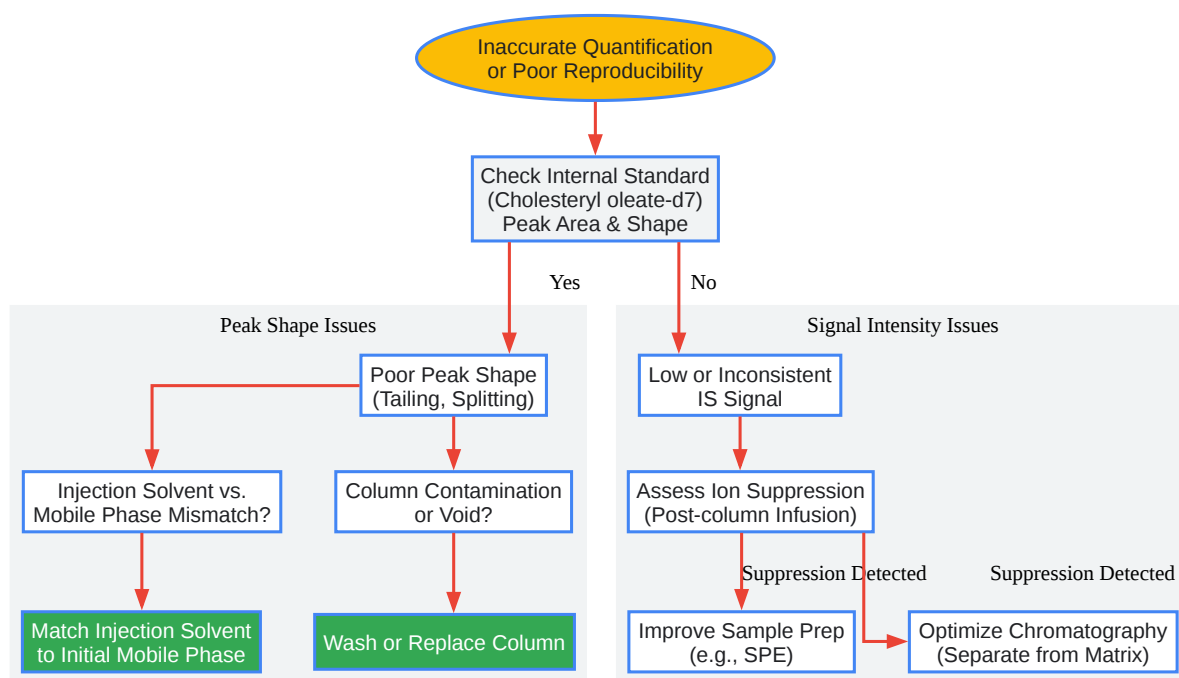 Inaccurate Quantification
or Poor Reproducibility
Check Internal Standard
(Cholesteryl oleate-d7)
Peak Area & Shape
Yes
No
Peak Shape Issues
Signal Intensity Issues
Poor Peak Shape
(Tailing, Splitting)
Low or Inconsistent
IS Signal
Injection Solvent vs.
Mobile Phase Mismatch?
Column Contamination
or Void?
Assess Ion Suppression
(Post-column Infusion)
Suppression Detected
Suppression Detected
Match Injection Solvent
to Initial Mobile Phase
Wash or Replace Column
Improve Sample Prep
(e.g., SPE)
Optimize Chromatography
(Separate from Matrix)